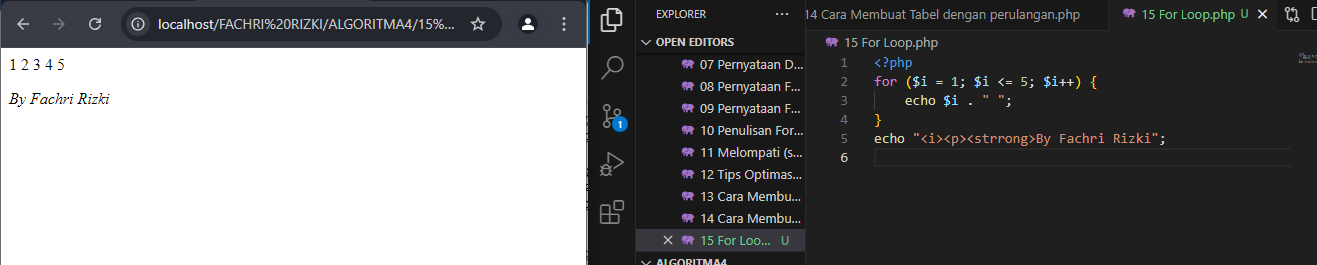 localhost/FACHRI%20RIZKI/ALGORITMA4/15%...
1 2 3 4 5
By Fachri Rizki
1
EXPLORER
OPEN EDITORS
07 Pernyataan D...
08 Pernyataan F...
09 Pernyataan F...
10 Penulisan For...
11 Melompati (s...
12 Tips Optimas...
13 Cara Membu...
14 Cara Membu...
15 For Loo... U
ALGORITMA4
14 Cara Membuat Tabel dengan perulangan.php
15 For Loop.php U
15 For Loop.php
1 <?php
2 for ($i = 1; $i <= 5; $i++) {
3 echo $i . " ";
4 }
5 echo "<i><p><strrong>By Fachri Rizki";
6